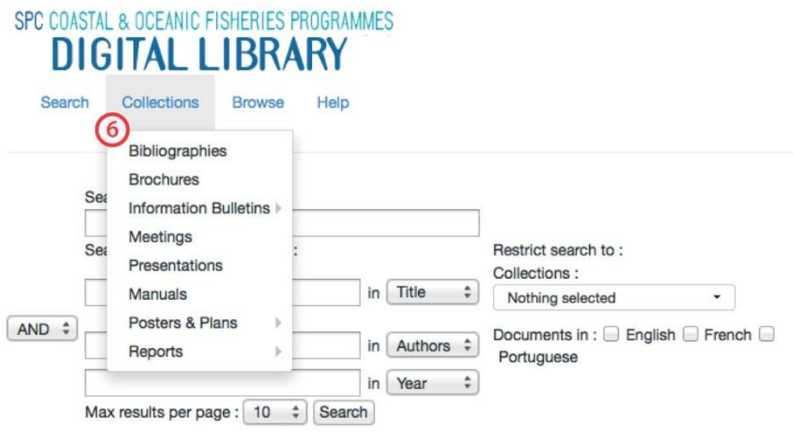 SPC COASTAL & OCEANIC FISHERIES PROGRAMMES
DIGITAL LIBRARY
Search Collections Browse Help
6
Bibliographies
Brochures
Information Bulletins
Meetings
Presentations
Manuals
Posters & Plans
Reports
Sea
Sea :
in Title
AND
in Authors
in Year
Max results per page : 10 Search
Restrict search to :
Collections :
Nothing selected
Documents in : English French
Portuguese